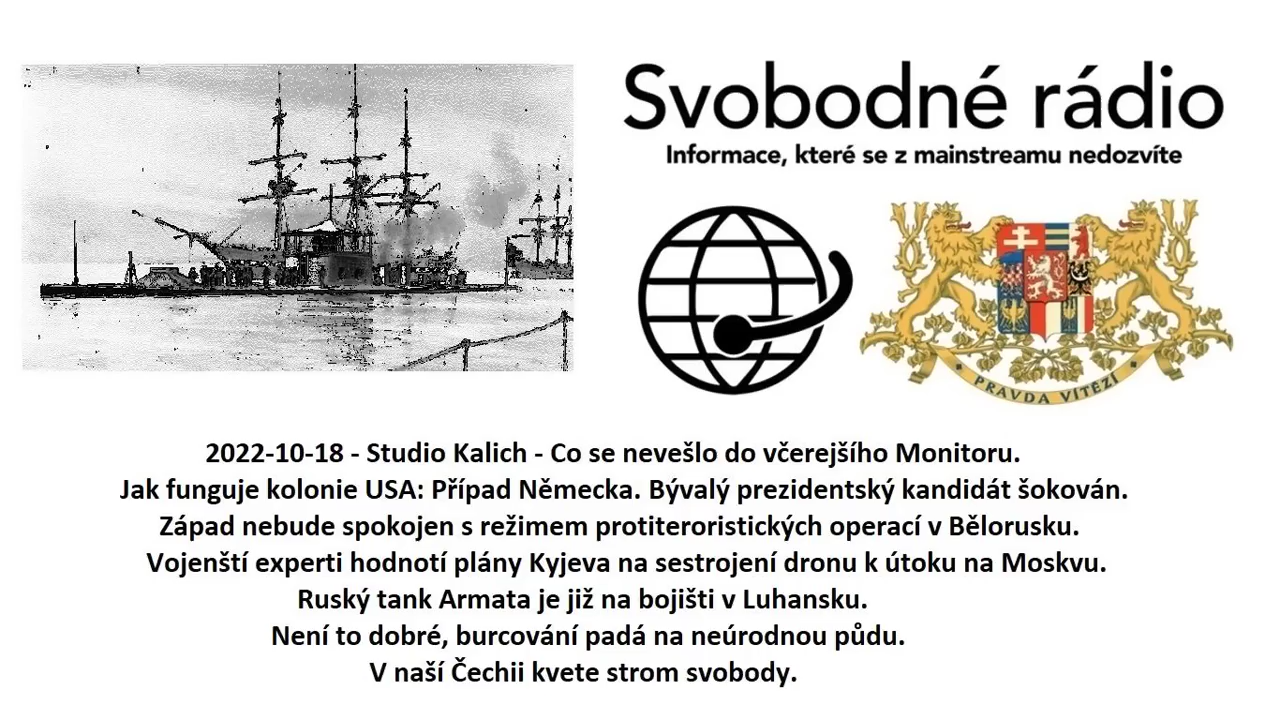 Svobodné rádio
Informace, které se z mainstreamu nedozvíte
PRAVDA VÍTĚZÍ
2022-10-18 - Studio Kalich - Co se nevešlo do včerejšího Monitoru.
Jak funguje kolonie USA: Případ Německa. Bývalý prezidentský kandidát šokován.
Západ nebude spokojen s režimem protiteroristických operací v Bělorusku.
Vojenští experti hodnotí plány Kyjeva na sestrojení dronu k útoku na Moskvu.
Ruský tank Armata je již na bojišti v Luhansku.
Není to dobré, burcování padá na neúrodnou půdu.
V naší Čechii kvete strom svobody.